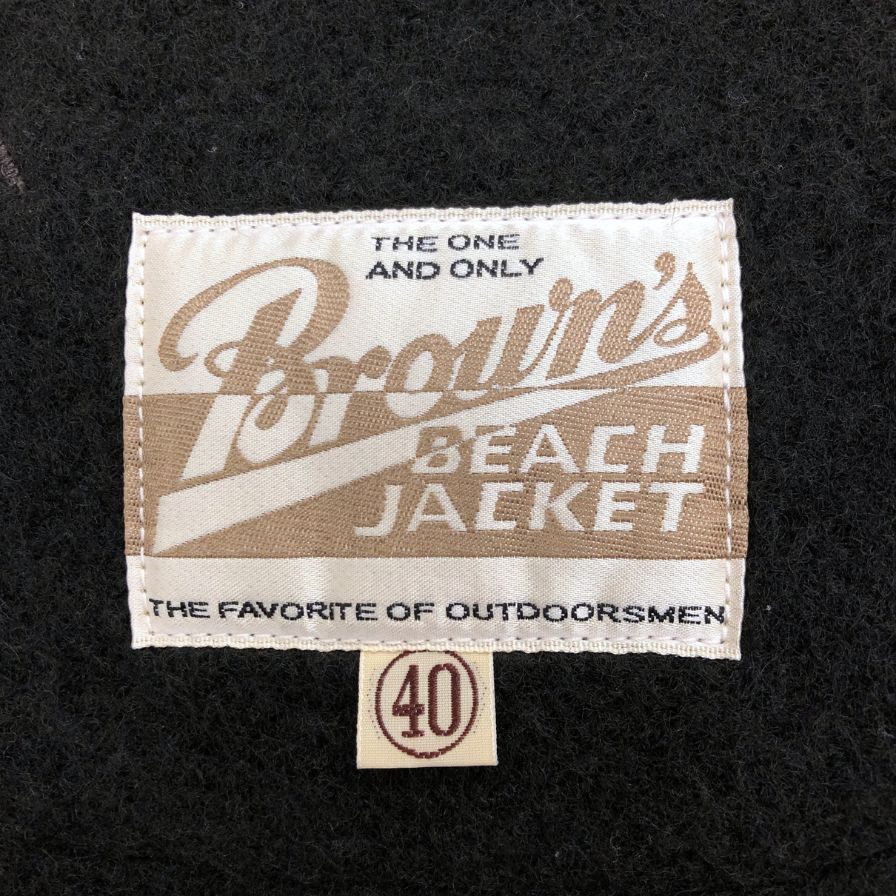 THE ONE
AND ONLY
Brown's
BEACH
JACKET
THE FAVORITE OF OUTDOORSMEN
40